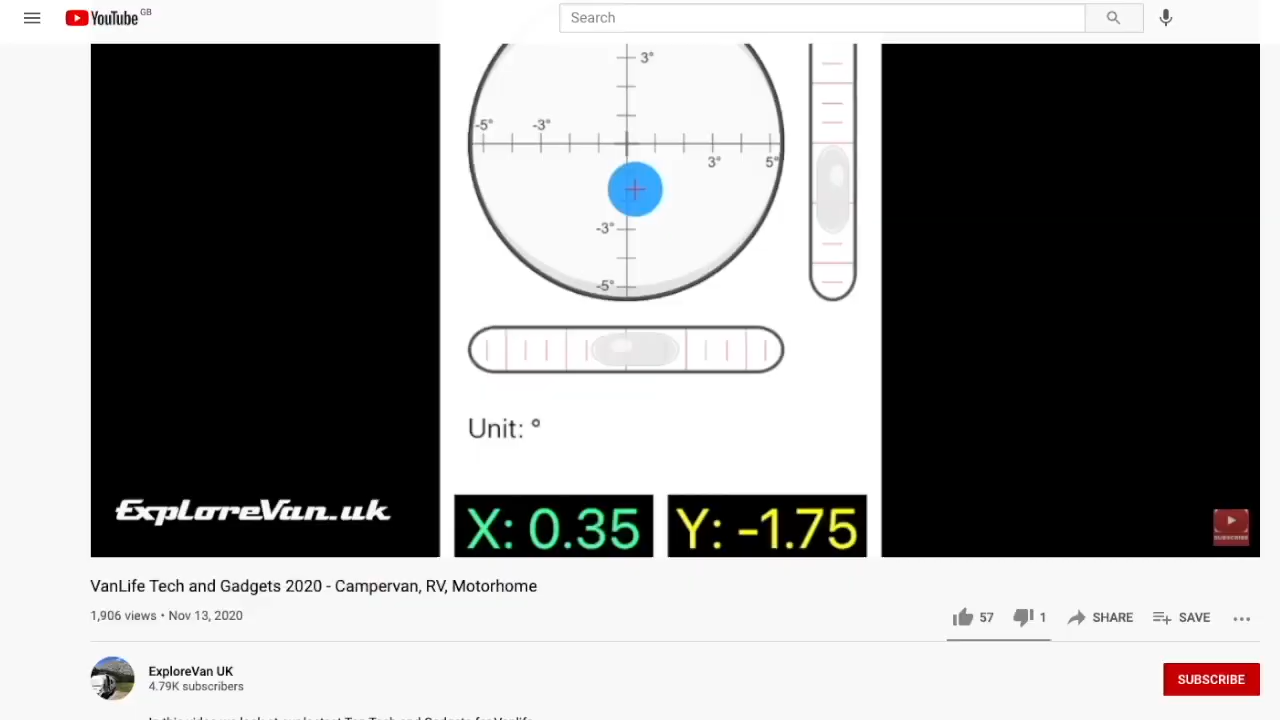 YouTube GB
Search
3°
-5° -3°
3° 5°
-3°
-5°
Unit: °
ExploreVan.uk
X: 0.35 Y: -1.75
SUBSCRIBE
VanLife Tech and Gadgets 2020 - Campervan, RV, Motorhome
1,906 views • Nov 13, 2020
57 1 SHARE SAVE
ExploreVan UK
4.79K subscribers
SUBSCRIBE